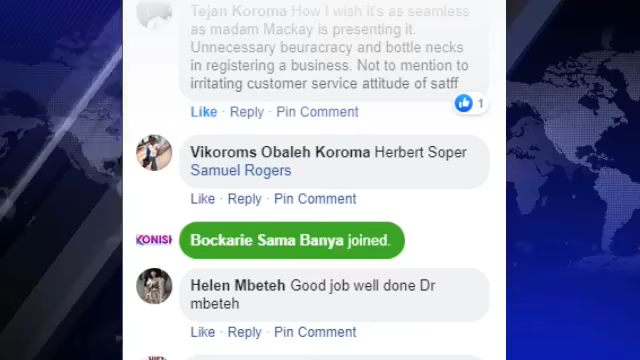 Tejan Koroma How I wish it's as seamless
as madam Mackay is presenting it.
Unnecessary beuracracy and bottle necks
in registering a business. Not to mention to
irritating customer service attitude of satff
1
Like · Reply · Pin Comment
Vikoroms Obaleh Koroma Herbert Soper
Samuel Rogers
Like · Reply · Pin Comment
KONISH
Bockarie Sama Banya joined.
Helen Mbeteh Good job well done Dr
mbeteh
Like · Reply · Pin Comment